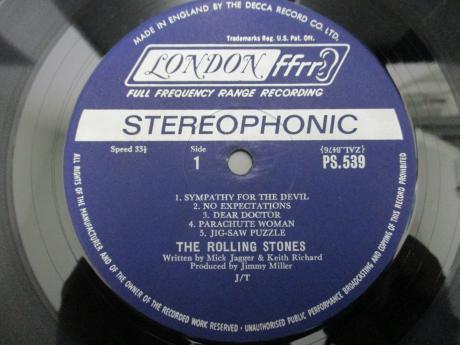 MADE IN ENGLAND BY THE DECCA RECORD CO. LTD.
Trademarks Reg. U.S. Pat. Off.
LONDON ffrr
FULL FREQUENCY RANGE RECORDING
STEREOPHONIC
Speed 33⅓
Side
1
{ZAL.8476}
PS.539
1. SYMPATHY FOR THE DEVIL
2. NO EXPECTATIONS
3. DEAR DOCTOR
4. PARACHUTE WOMAN
5. JIG-SAW PUZZLE
THE ROLLING STONES
Written by Mick Jagger & Keith Richard
Produced by Jimmy Miller
J/T
ALL RIGHTS OF THE MANUFACTURER AND OF THE OWNER OF THE RECORDED WORK RESERVED • UNAUTHORISED PUBLIC PERFORMANCE BROADCASTING AND COPYING OF THIS RECORD PROHIBITED